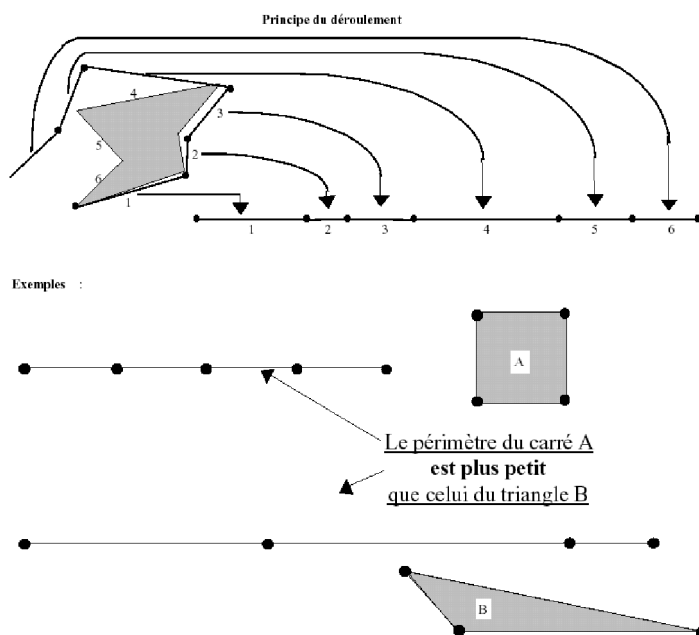 Principe du déroulement
4
3
5
2
6
1
1 2 3 4 5 6
Exemples :
A
Le périmètre du carré A
est plus petit
que celui du triangle B
B